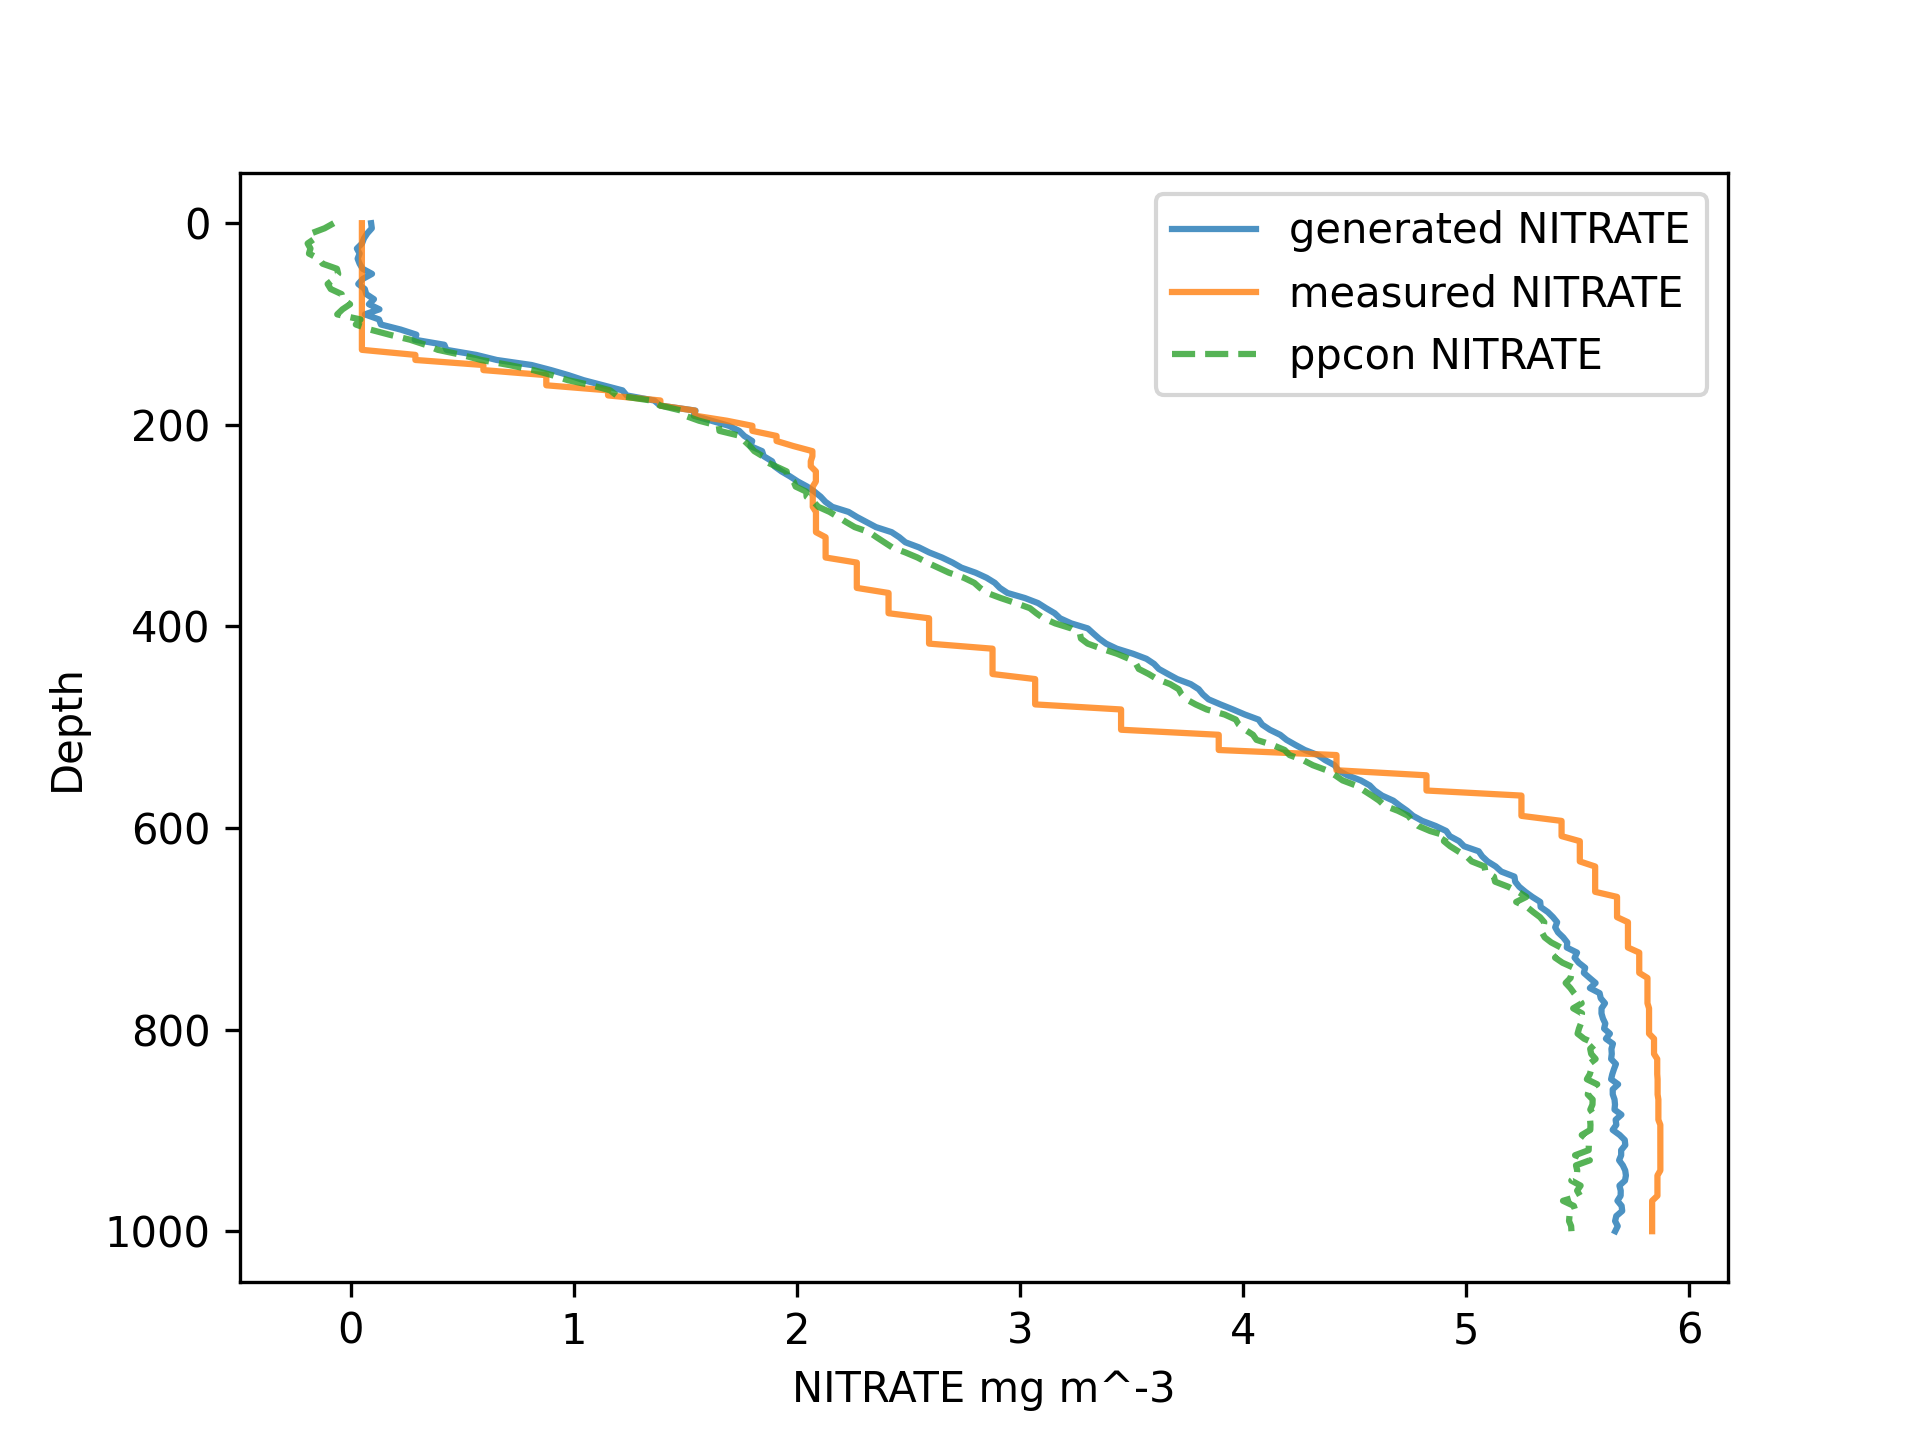 generated NITRATE
measured NITRATE
ppcon NITRATE
0
200
400
600
800
1000
Depth
0 1 2 3 4 5 6
NITRATE mg m^-3